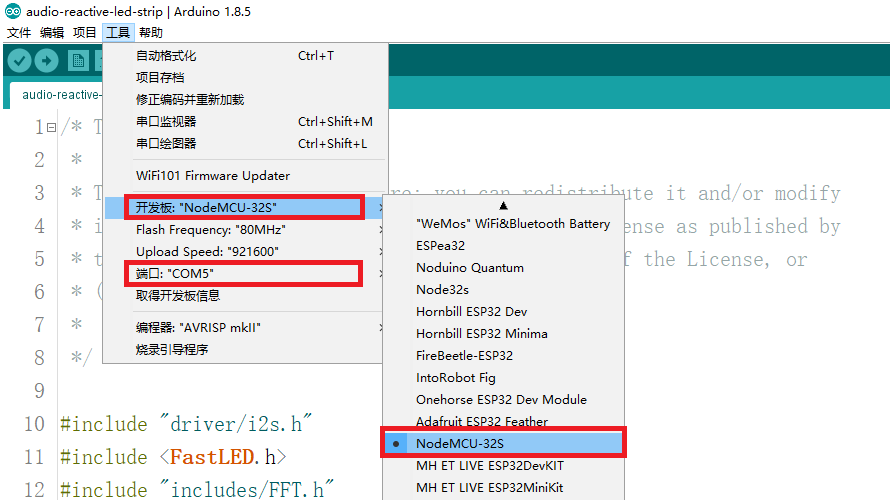 audio-reactive-led-strip | Arduino 1.8.5
文件 编辑 项目 工具 帮助
自动格式化 Ctrl+T
项目存档
修正编码并重新加载
串口监视器 Ctrl+Shift+M
串口绘图器 Ctrl+Shift+L
WiFi101 Firmware Updater
开发板: "NodeMCU-32S"
Flash Frequency: "80MHz"
Upload Speed: "921600"
端口: "COM5"
取得开发板信息
编程器: "AVRISP mkII"
烧录引导程序
"WeMos" WiFi&Bluetooth Battery
ESPea32
Noduino Quantum
Node32s
Hornbill ESP32 Dev
Hornbill ESP32 Minima
FireBeetle-ESP32
IntoRobot Fig
Onehorse ESP32 Dev Module
Adafruit ESP32 Feather
NodeMCU-32S
MH ET LIVE ESP32DevKIT
MH ET LIVE ESP32MiniKit
audio-reactive-
1 /* T
2 *
3 * T you can redistribute it and/or modify
4 * i ense as published by
5 * t f the License, or
6 * (
7 *
8 */
9
10 #include "driver/i2s.h"
11 #include <FastLED.h>
12 #include "includes/FFT.h"